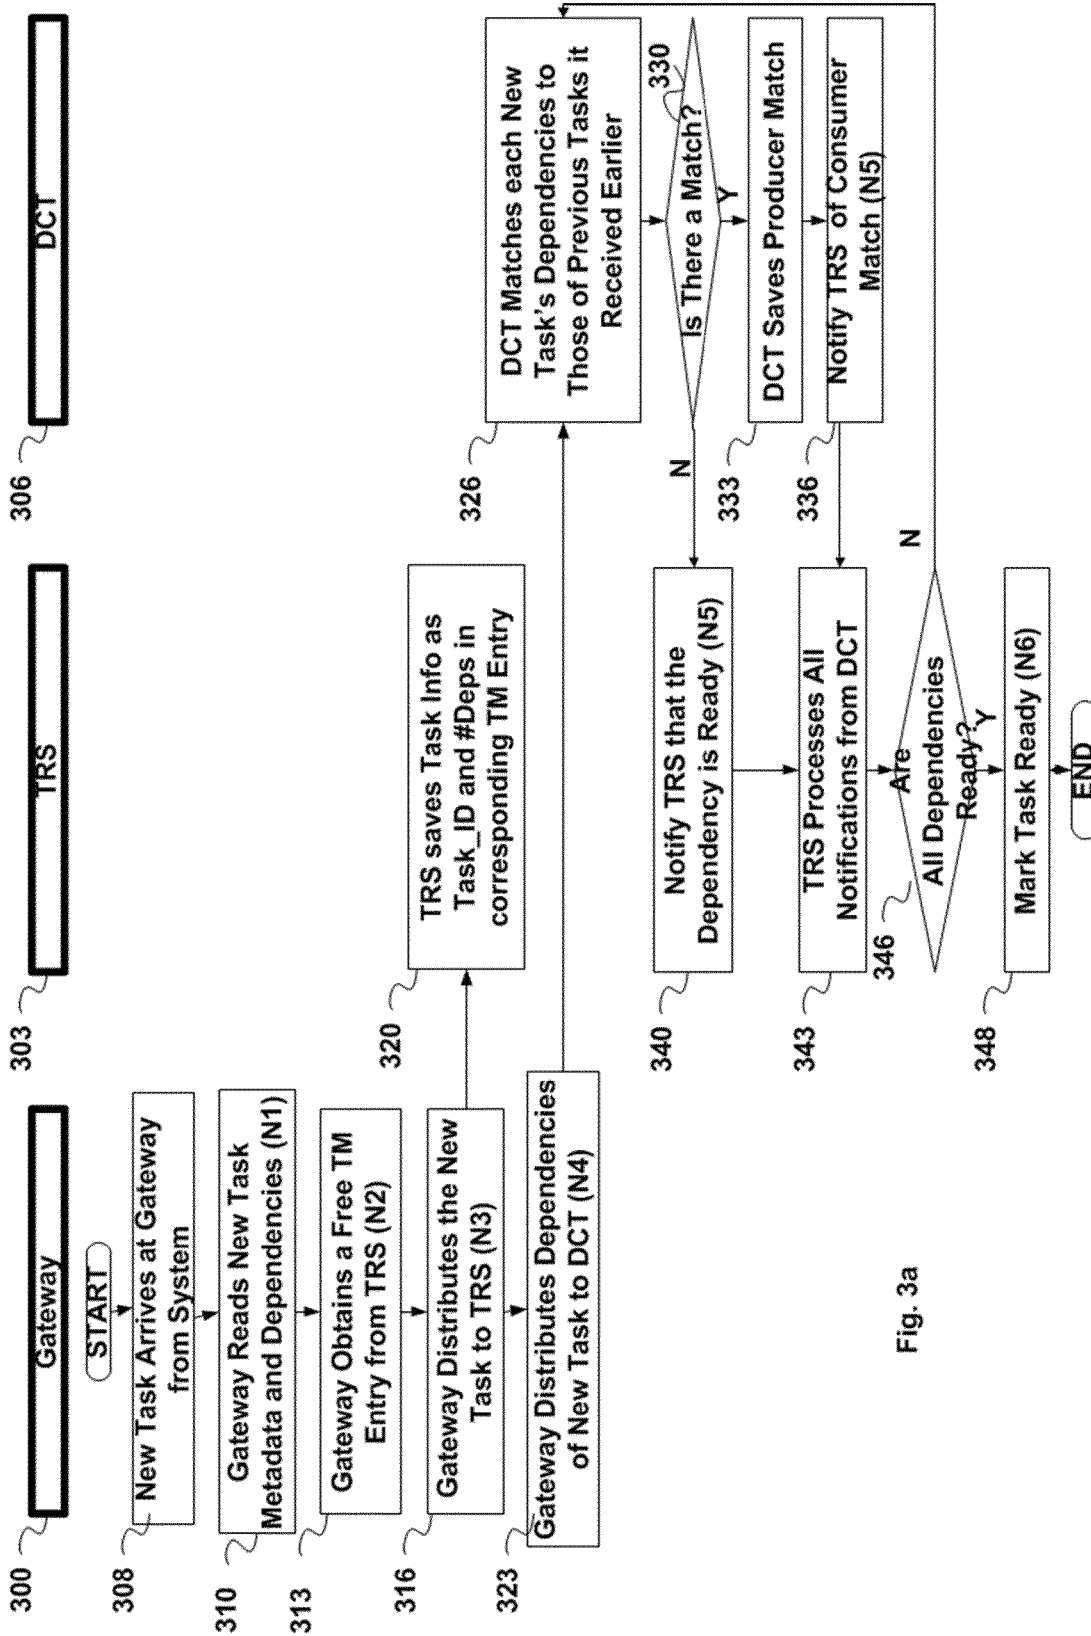 300
Gateway
303
TRS
306
DCT
START
308
New Task Arrives at Gateway
from System
310
Gateway Reads New Task
Metadata and Dependencies (N1)
313
Gateway Obtains a Free TM
Entry from TRS (N2)
316
Gateway Distributes the New
Task to TRS (N3)
320
TRS saves Task Info as
Task_ID and #Deps in
corresponding TM Entry
323
Gateway Distributes Dependencies
of New Task to DCT (N4)
326
DCT Matches each New
Task's Dependencies to
Those of Previous Tasks it
Received Earlier
330
Is There a Match?
N
Y
333
DCT Saves Producer Match
336
Notify TRS of Consumer
Match (N5)
340
Notify TRS that the
Dependency is Ready (N5)
343
TRS Processes All
Notifications from DCT
346
Are
All Dependencies
Ready?
N
Y
348
Mark Task Ready (N6)
END
Fig. 3a